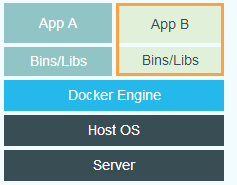 App A
App B
Bins/Libs
Bins/Libs
Docker Engine
Host OS
Server